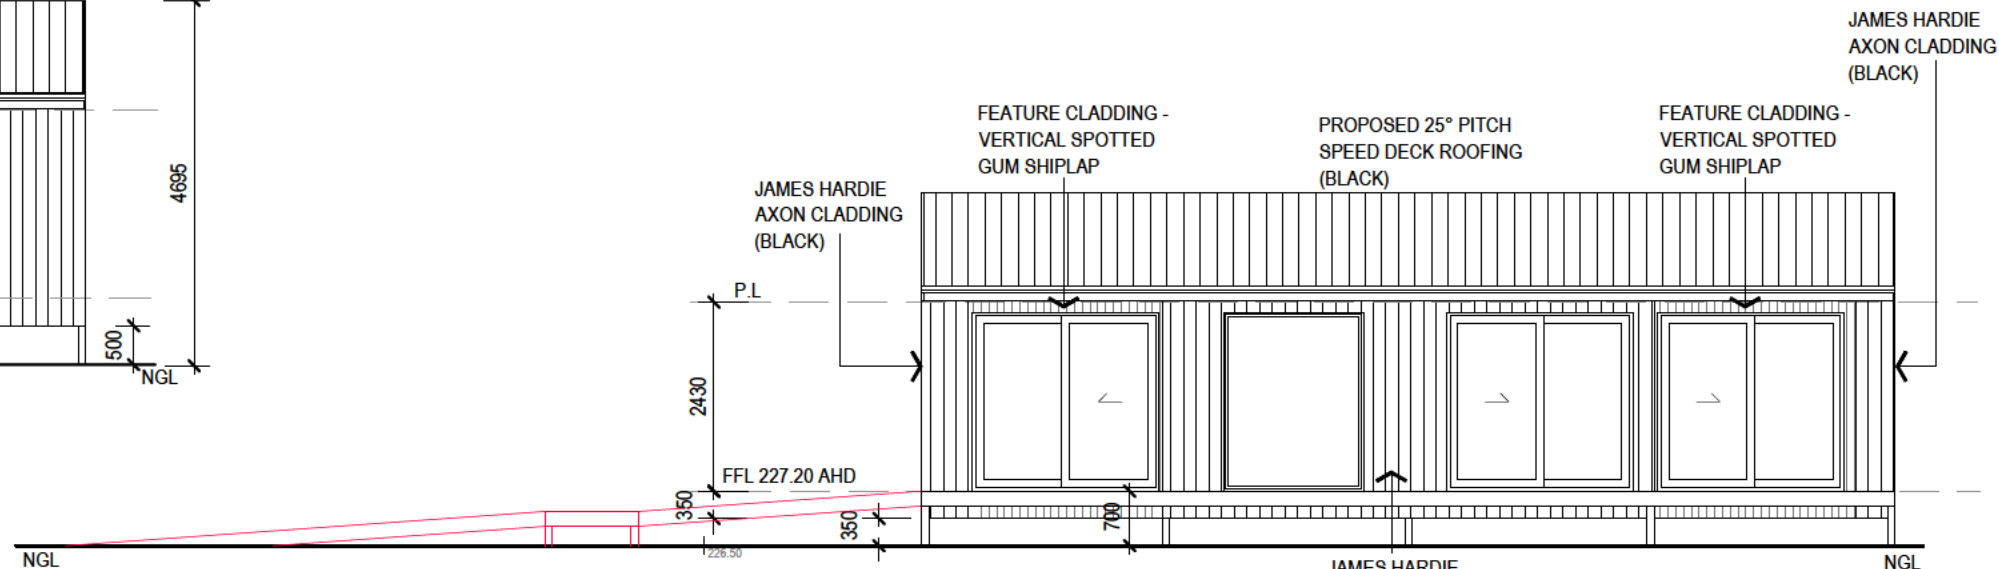 JAMES HARDIE
AXON CLADDING
(BLACK)
FEATURE CLADDING -
VERTICAL SPOTTED
GUM SHIPLAP
PROPOSED 25° PITCH
SPEED DECK ROOFING
(BLACK)
FEATURE CLADDING -
VERTICAL SPOTTED
GUM SHIPLAP
4695
JAMES HARDIE
AXON CLADDING
(BLACK)
P.L
500
NGL
2430
FFL 227.20 AHD
350
350
700
226.50
NGL
JAMES HARDIE
NGL